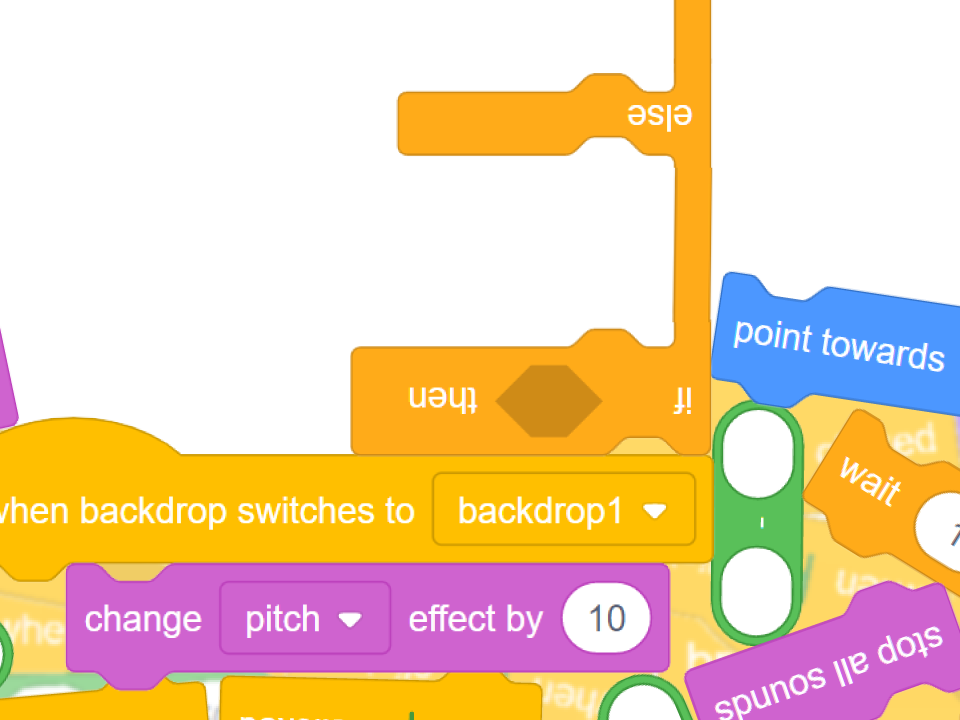 else
point towards
if then
wait
when backdrop switches to backdrop1
change pitch effect by 10
stop all sounds